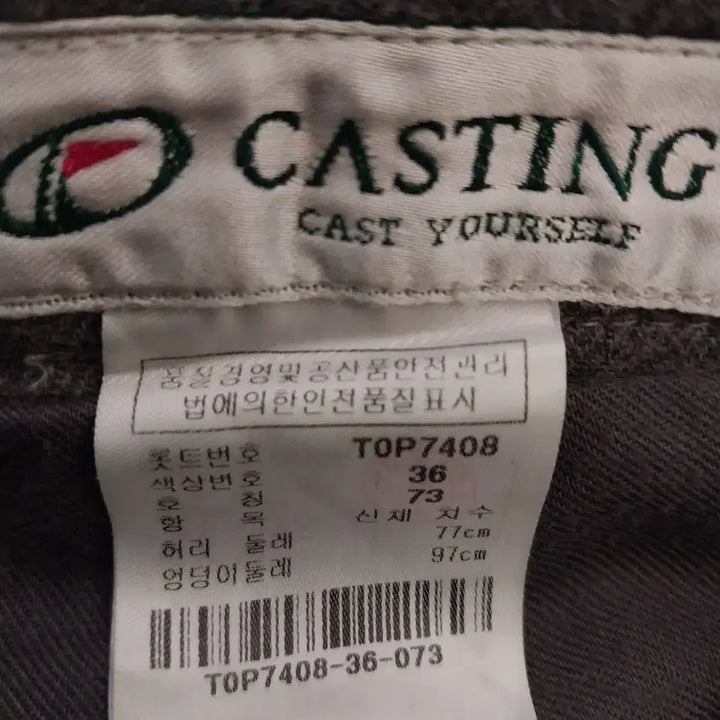 CASTING
CAST YOURSELF
품질경영및공산품안전관리
법에의한안전품질표시
롯트번호 TOP7408
색상번호 36
호칭 73
항목 신체 치수
허리 둘레 77cm
엉덩이둘레 97cm
TOP7408-36-073